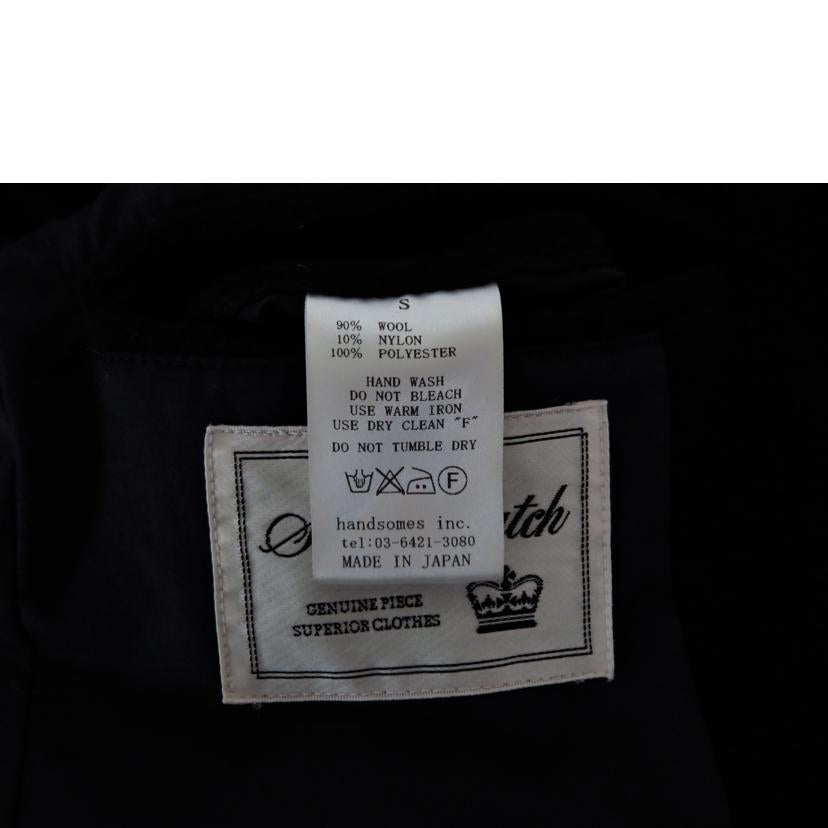 S
90% WOOL
10% NYLON
100% POLYESTER
HAND WASH
DO NOT BLEACH
USE WARM IRON
USE DRY CLEAN "F"
DO NOT TUMBLE DRY
F
handsomes inc.
tel:03-6421-3080
MADE IN JAPAN
GENUINE PIECE
SUPERIOR CLOTHES